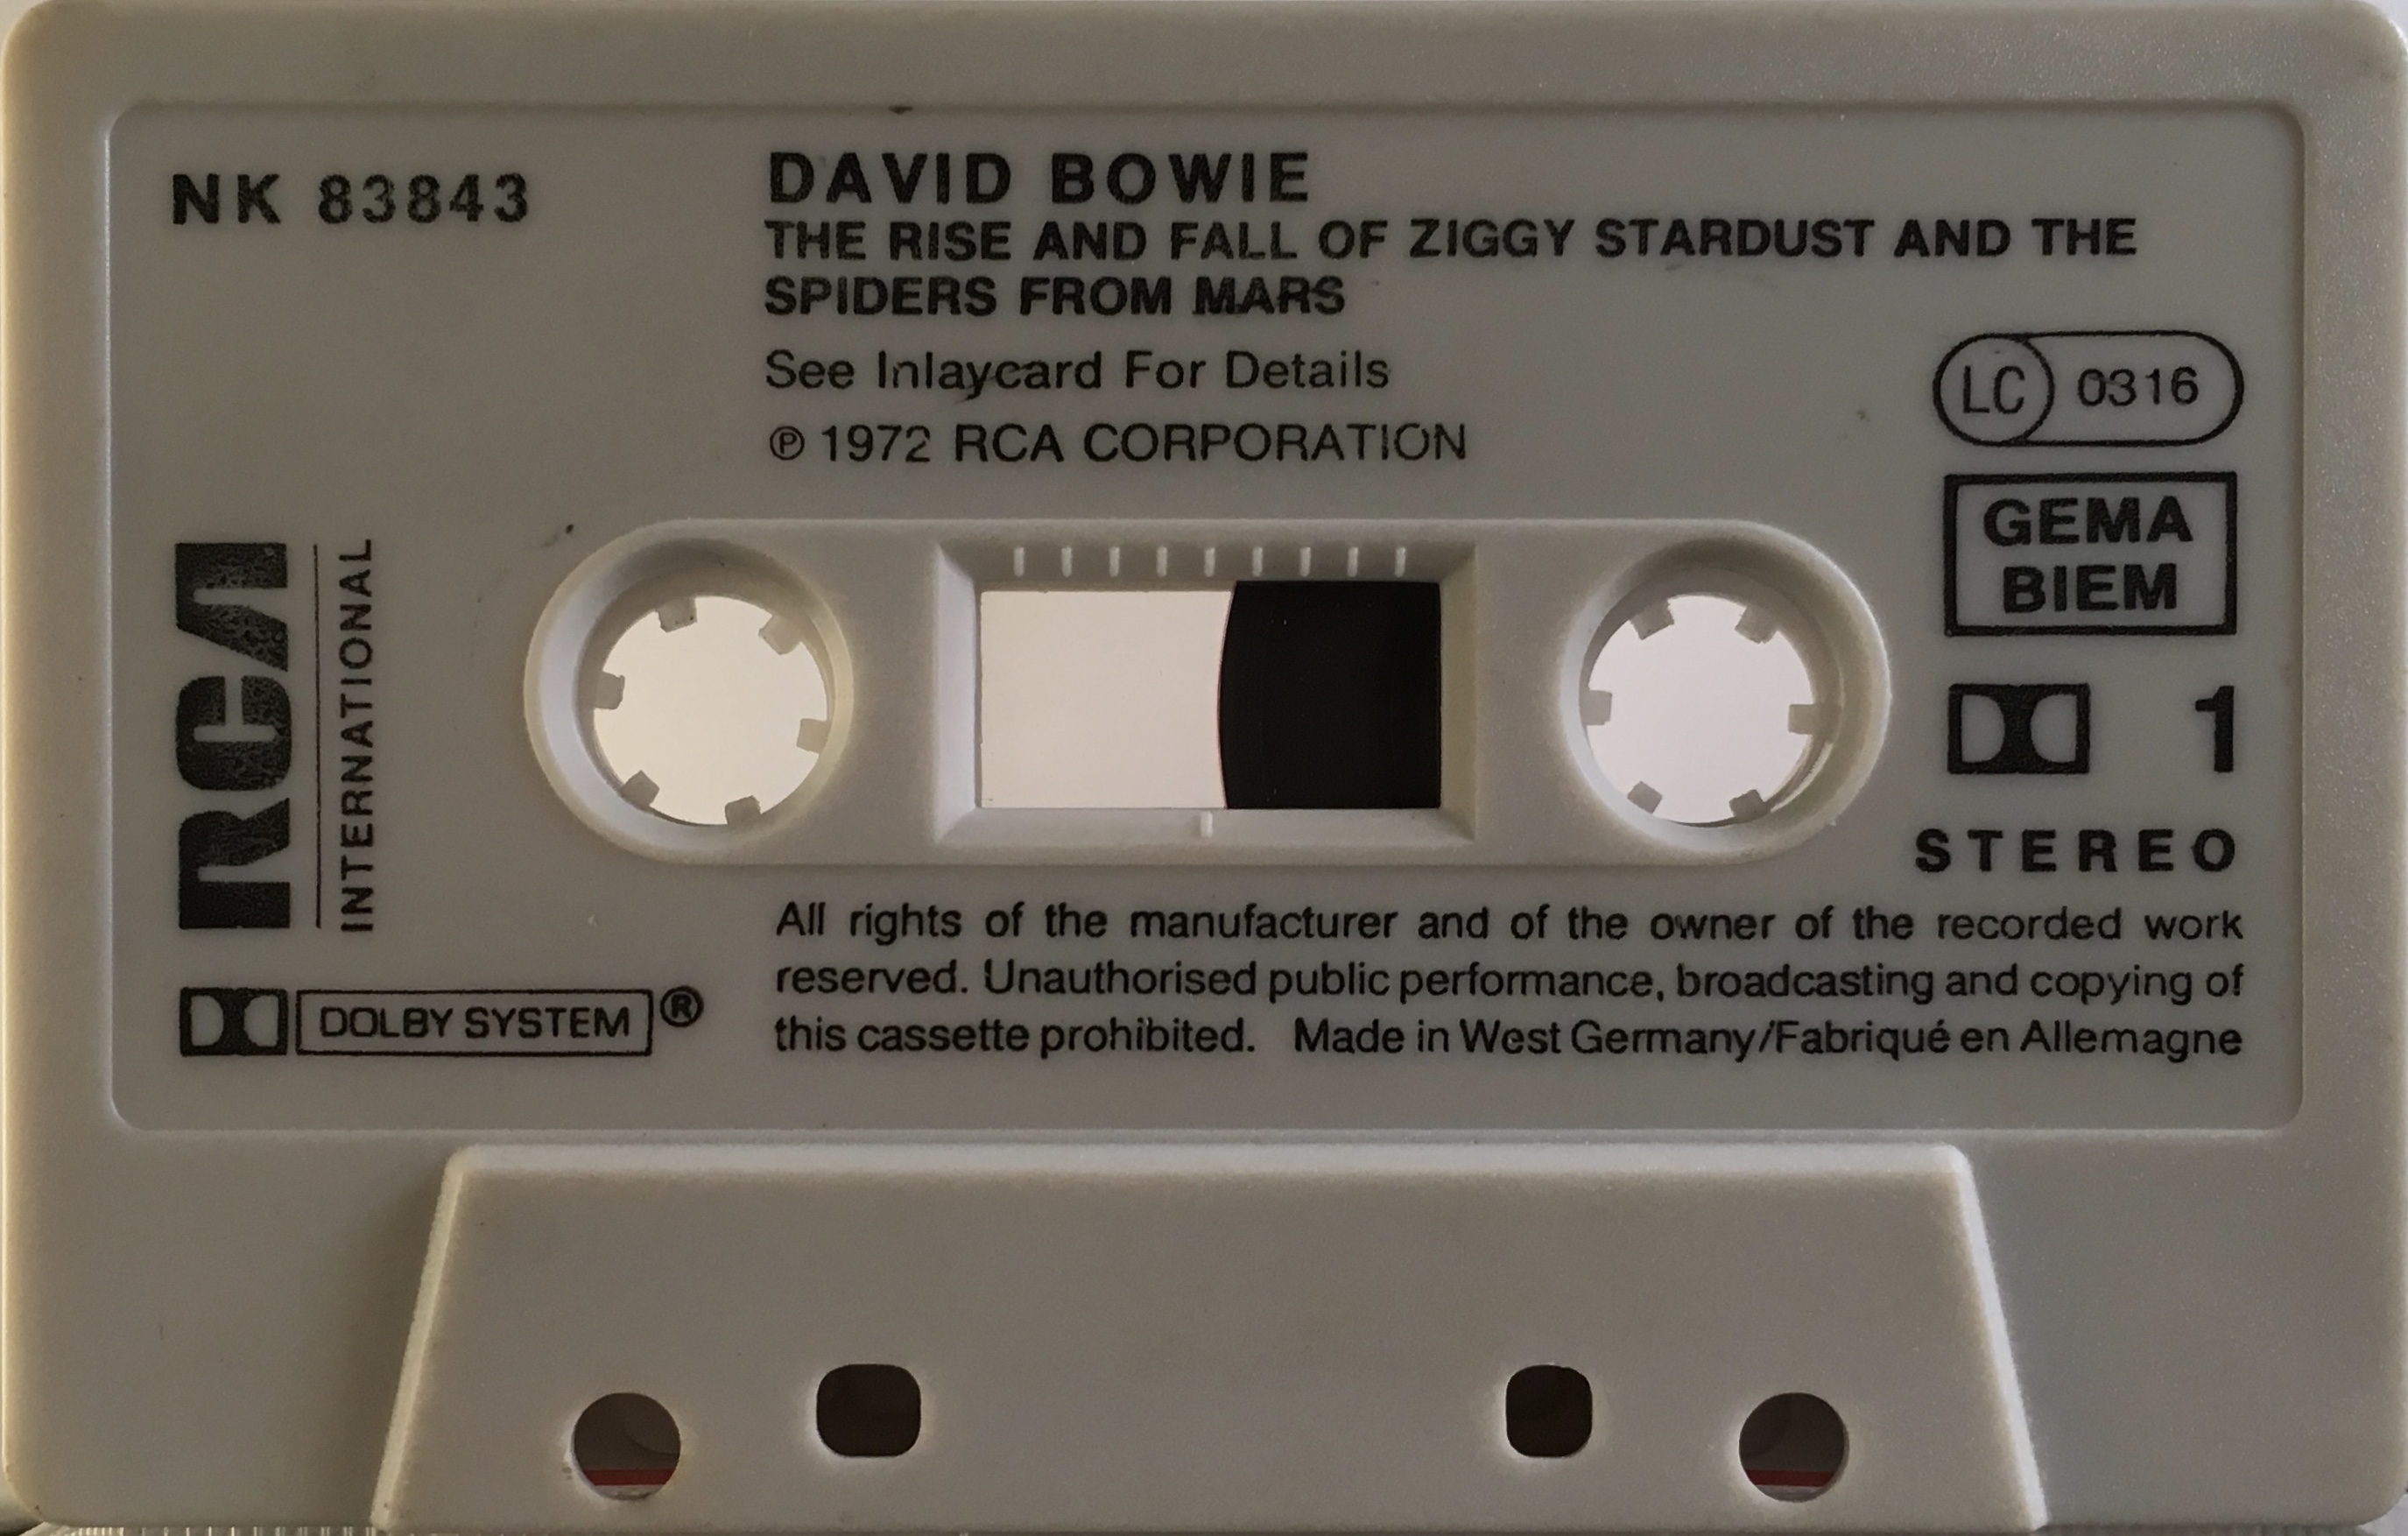 NK 83843
DAVID BOWIE
THE RISE AND FALL OF ZIGGY STARDUST AND THE
SPIDERS FROM MARS
See Inlaycard For Details
℗ 1972 RCA CORPORATION
LC 0316
GEMA
BIEM
1
STEREO
RCA
INTERNATIONAL
DOLBY SYSTEM®
All rights of the manufacturer and of the owner of the recorded work
reserved. Unauthorised public performance, broadcasting and copying of
this cassette prohibited. Made in West Germany/Fabriqué en Allemagne